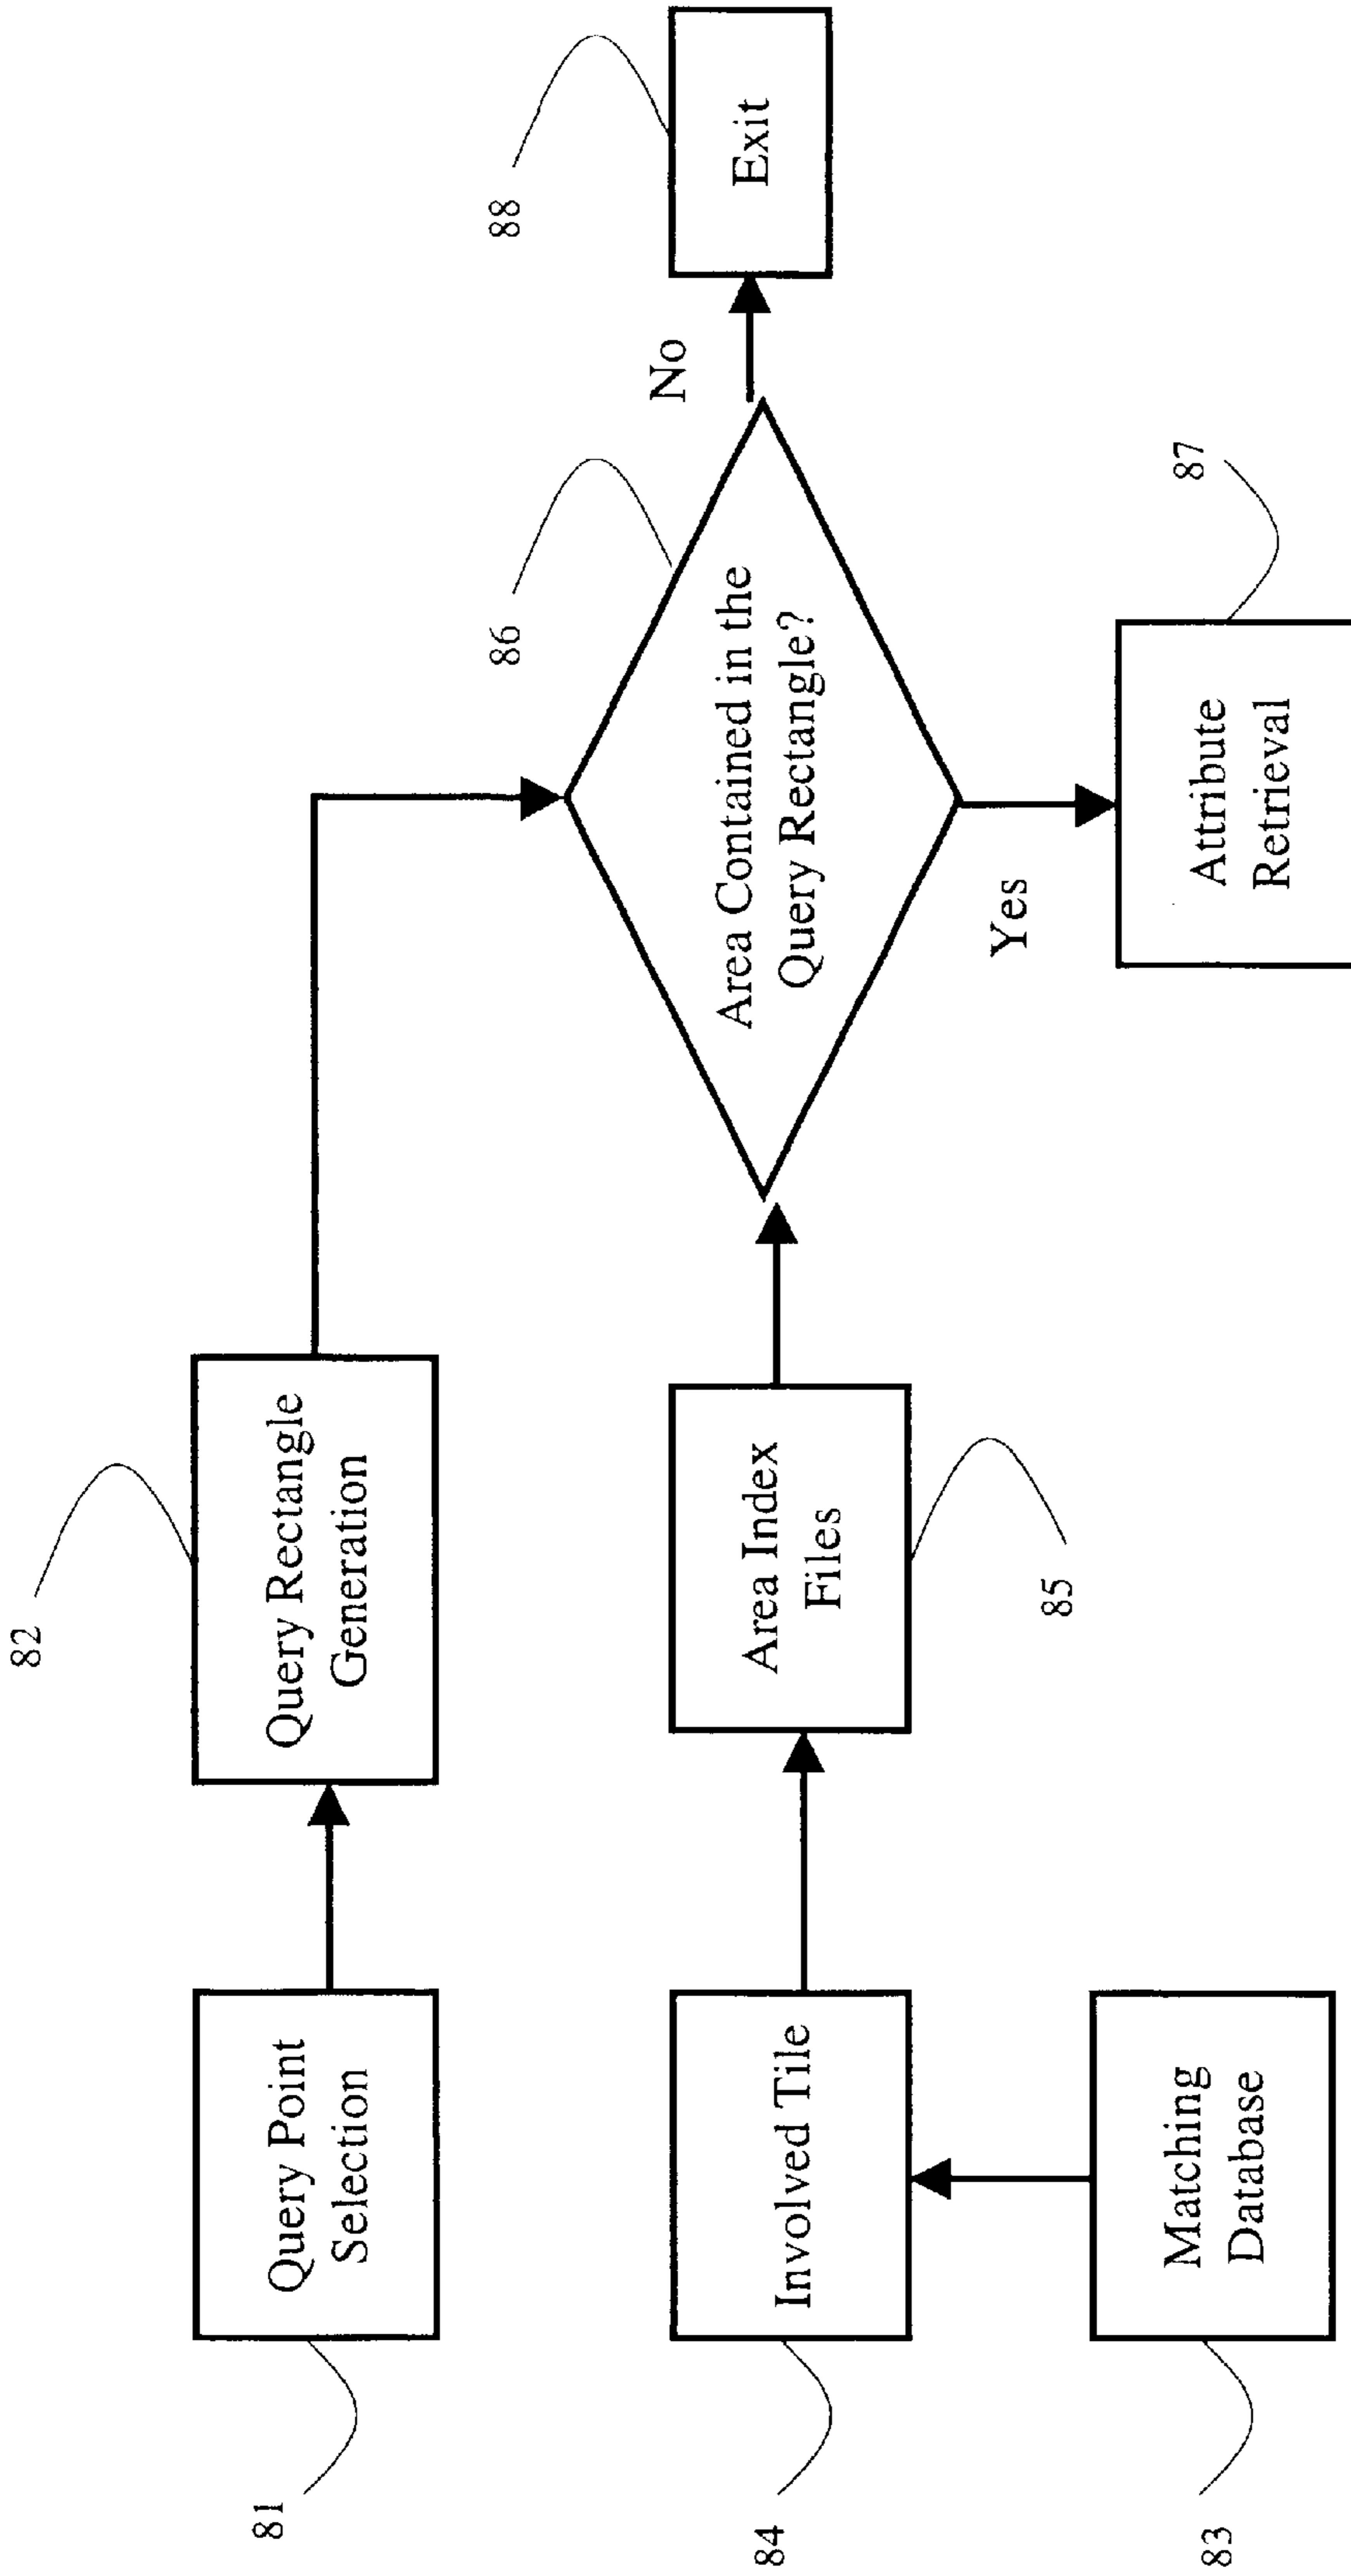 82
Query Point
Selection
Query Rectangle
Generation
81
86
88
Involved Tile
Area Index
Files
Area Contained in the
Query Rectangle?
No
Exit
84
85
Yes
87
Matching
Database
Attribute
Retrieval
83